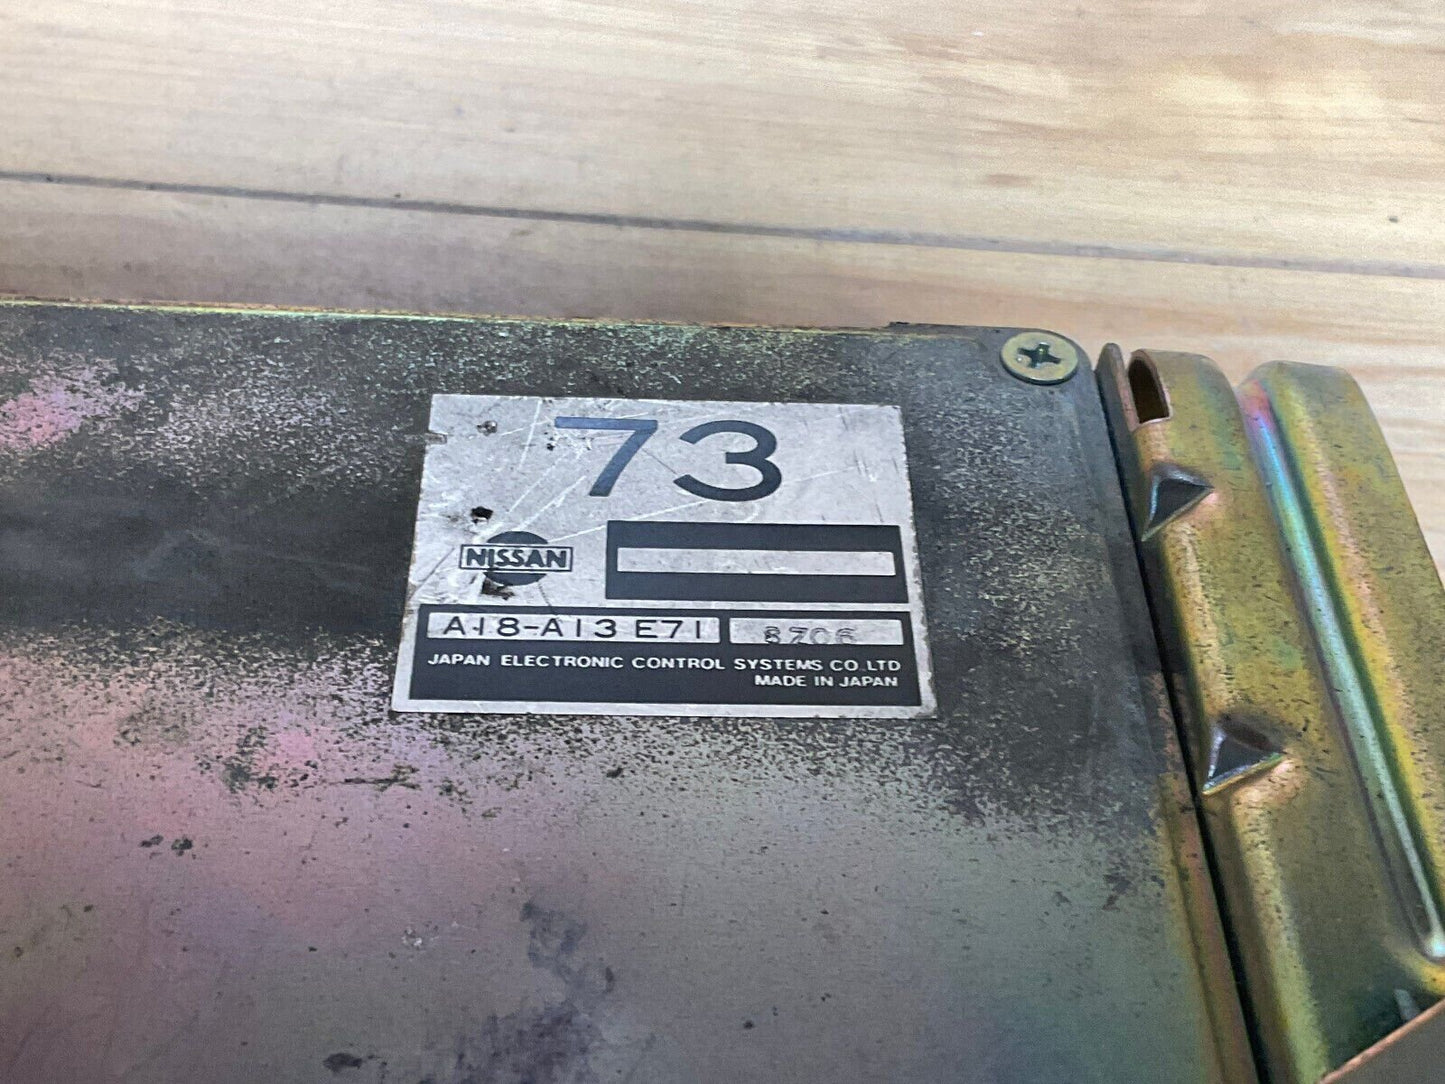 73
NISSAN
A18-A13 E71 8706
JAPAN ELECTRONIC CONTROL SYSTEMS CO. LTD
MADE IN JAPAN